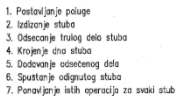 1. Postavljanje poluge
2. Izdizanje stuba
3. Odsecanje trulog dela stuba
4. Krojenje dna stuba
5. Dodavanje odsečenog dela
6. Spuštanje odignutog stuba
7. Ponavljanje istih operacija za svaki stub